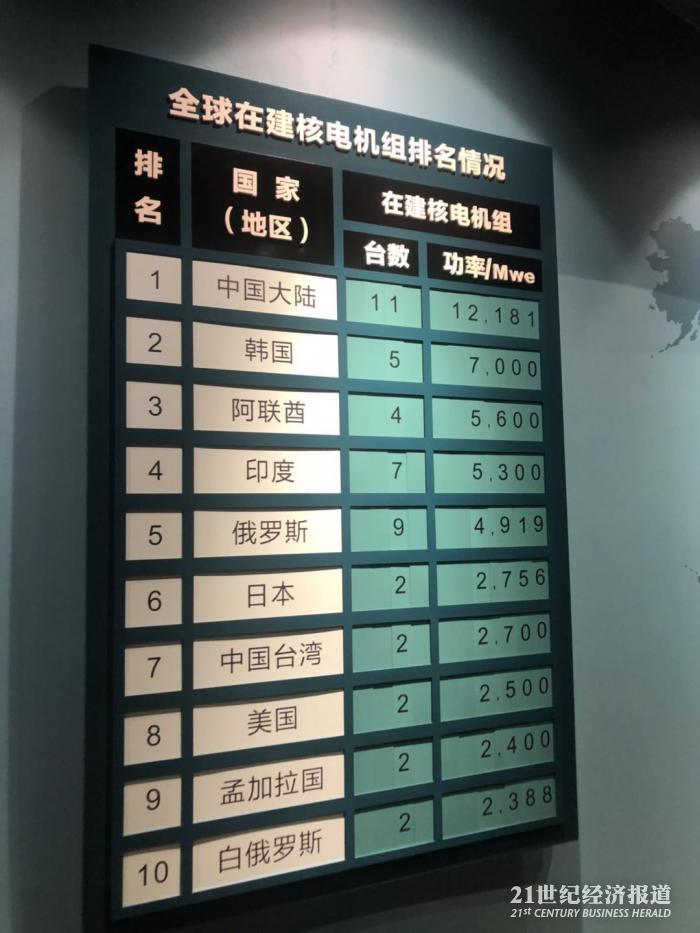 全球在建核电机组排名情况
排名 国家（地区） 在建核电机组
台数 功率/Mwe
1 中国大陆 11 12,181
2 韩国 5 7,000
3 阿联酋 4 5,600
4 印度 7 5,300
5 俄罗斯 9 4,919
6 日本 2 2,756
7 中国台湾 2 2,700
8 美国 2 2,500
9 孟加拉国 2 2,400
10 白俄罗斯 2 2,388
21世纪经济报道
21ST CENTURY BUSINESS HERALD